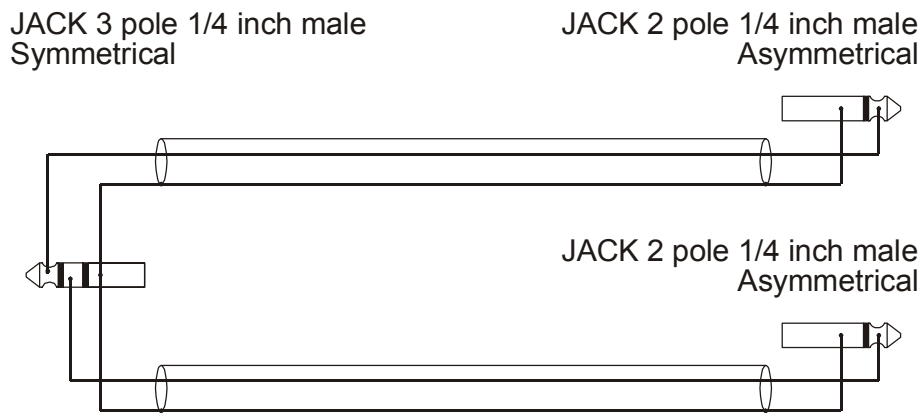 JACK 3 pole 1/4 inch male
Symmetrical
JACK 2 pole 1/4 inch male
Asymmetrical
JACK 2 pole 1/4 inch male
Asymmetrical